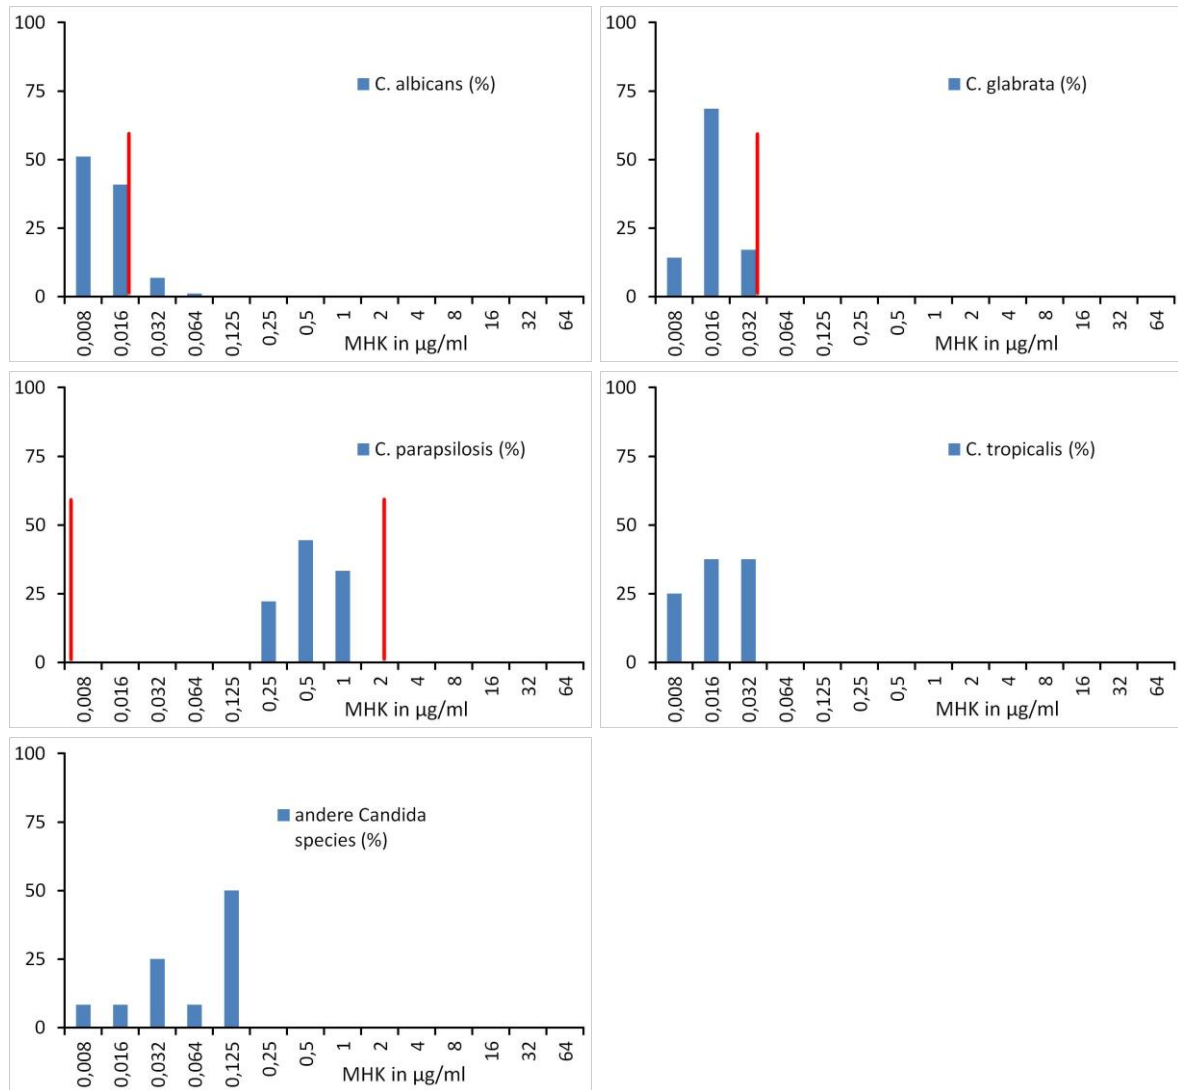 100
75
50
25
0
C. albicans (%)
0,008 0,016 0,032 0,064 0,125 0,25 0,5 1 2 4 8 16 32 64
MHK in µg/ml
100
75
50
25
0
C. glabrata (%)
0,008 0,016 0,032 0,064 0,125 0,25 0,5 1 2 4 8 16 32 64
MHK in µg/ml
100
75
50
25
0
C. parapsilosis (%)
0,008 0,016 0,032 0,064 0,125 0,25 0,5 1 2 4 8 16 32 64
MHK in µg/ml
100
75
50
25
0
C. tropicalis (%)
0,008 0,016 0,032 0,064 0,125 0,25 0,5 1 2 4 8 16 32 64
MHK in µg/ml
100
75
50
25
0
andere Candida
species (%)
0,008 0,016 0,032 0,064 0,125 0,25 0,5 1 2 4 8 16 32 64
MHK in µg/ml